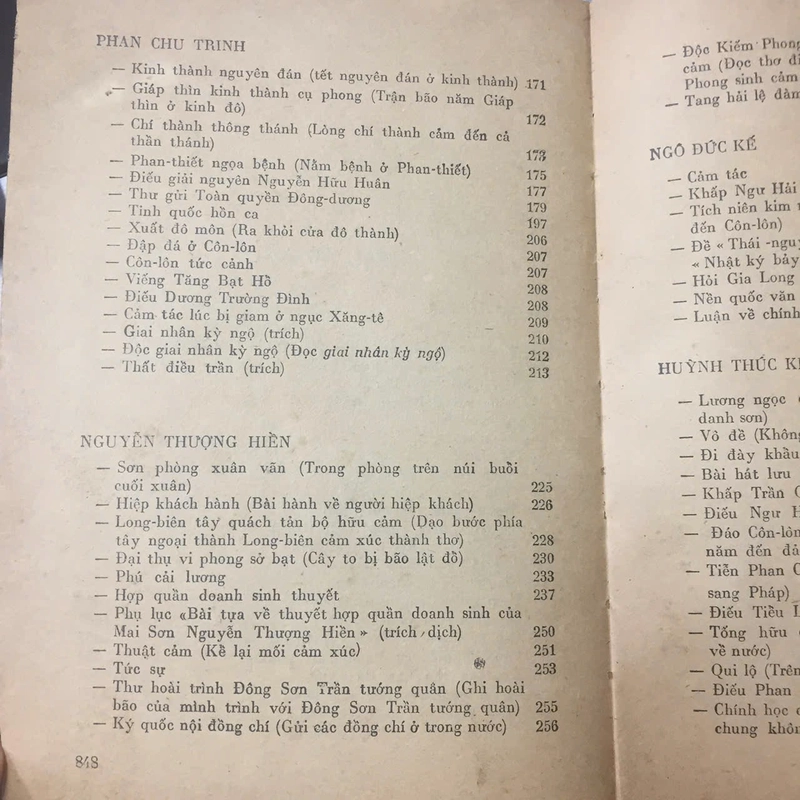 PHAN CHU TRINH
— Kinh thành nguyên đán (tết nguyên đán ở kinh thành) 171
— Giáp thìn kinh thành cụ phong (Trận bão năm Giáp
thìn ở kinh đô) 172
— Chí thành thông thánh (Lòng chí thành cảm đến cả
thần thánh) 173
— Phan-thiết ngọa bệnh (Nằm bệnh ở Phan-thiết) 175
— Điếu giải nguyên Nguyễn Hữu Huân 177
— Thư gửi Toàn quyền Đông-dương 179
— Tỉnh quốc hồn ca 197
— Xuất đô môn (Ra khỏi cửa đô thành) 206
— Đập đá ở Côn-lôn 207
— Côn-lôn tức cảnh 207
— Viếng Tăng Bạt Hồ 208
— Điếu Dương Trường Đình 208
— Cảm tác lúc bị giam ở ngục Xăng-tê 209
— Giai nhân kỳ ngộ (trích) 210
— Độc giai nhân kỳ ngộ (Đọc giai nhân kỳ ngộ) 212
— Thất điều trần (trích) 213
NGUYỄN THƯỢNG HIỀN
— Sơn phòng xuân vãn (Trong phòng trên núi buổi
cuối xuân) 225
— Hiệp khách hành (Bài hành về người hiệp khách) 226
— Long-biên tây quách tản bộ hữu cảm (Dạo bước phía
tây ngoại thành Long-biên cảm xúc thành thơ) 228
— Đại thụ vi phong sở bạt (Cây to bị bão lật đổ) 230
— Phú cải lương 233
— Hợp quần doanh sinh thuyết 237
— Phụ lục «Bài tựa về thuyết hợp quần doanh sinh của
Mai Sơn Nguyễn Thượng Hiền» (trích, dịch) 250
— Thuật cảm (Kể lại mối cảm xúc) 251
— Tức sự 253
— Thư hoài trình Đông Sơn Trần tướng quân (Ghi hoài
bão của mình trình với Đông Sơn Trần tướng quân) 255
— Ký quốc nội đồng chí (Gửi các đồng chí ở trong nước) 256
848
— Độc Kiếm Phong
cảm (Đọc thơ
Phong sinh cảm
— Tang hải lệ đàm
NGÔ ĐỨC KẾ
— Cảm tác
— Khấp Ngư Hải
— Tích niên kim
đến Côn-lôn)
— Đề « Thái-nguy
« Nhật ký bảy
— Hỏi Gia Long
— Nền quốc văn
— Luận về chính
HUỲNH THÚC K
— Lương ngọc
danh sơn)
— Vô đề (Không
— Đi đày khẩu
— Bài hát lưu
— Khấp Trần C
— Điếu Ngư H
— Đáo Côn-lôn
năm đến đả
— Tiễn Phan C
sang Pháp)
— Điếu Tiểu L
— Tống hữu
về nước)
— Qui lộ (Trên
— Điếu Phan
— Chính học
chung khôn